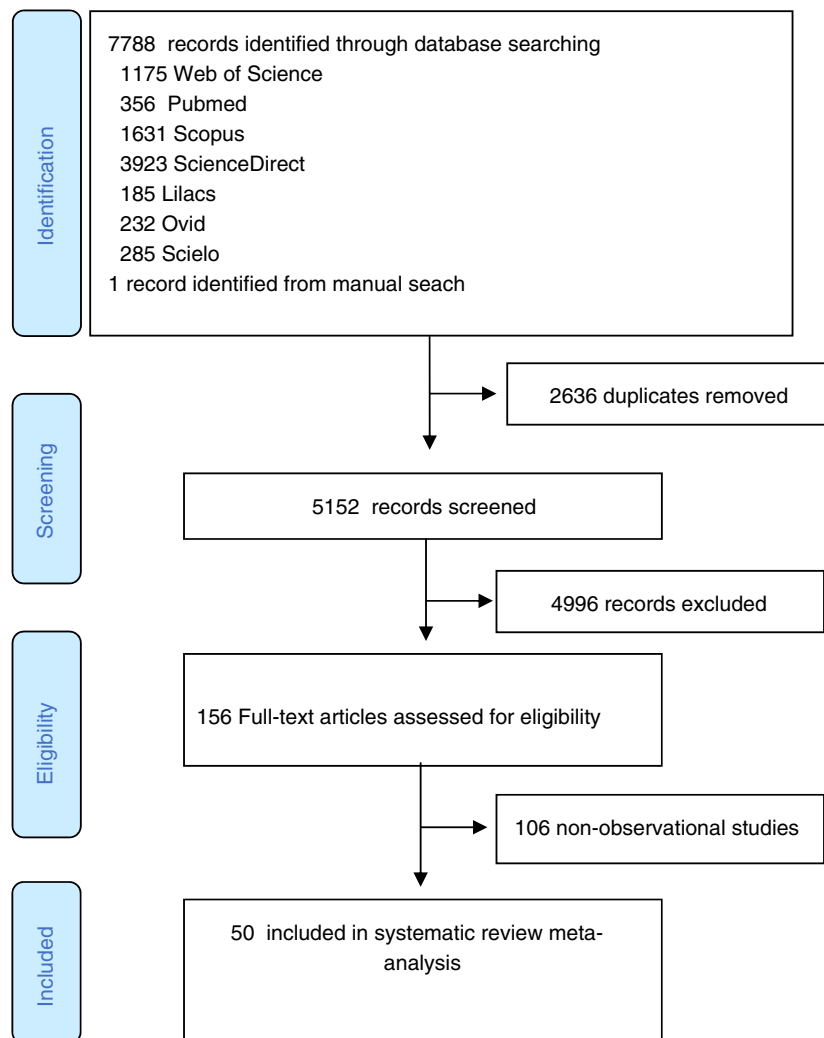 Identification
7788 records identified through database searching
1175 Web of Science
356 Pubmed
1631 Scopus
3923 ScienceDirect
185 Lilacs
232 Ovid
285 Scielo
1 record identified from manual seach
2636 duplicates removed
Screening
5152 records screened
4996 records excluded
Eligibility
156 Full-text articles assessed for eligibility
106 non-observational studies
Included
50 included in systematic review meta-
analysis